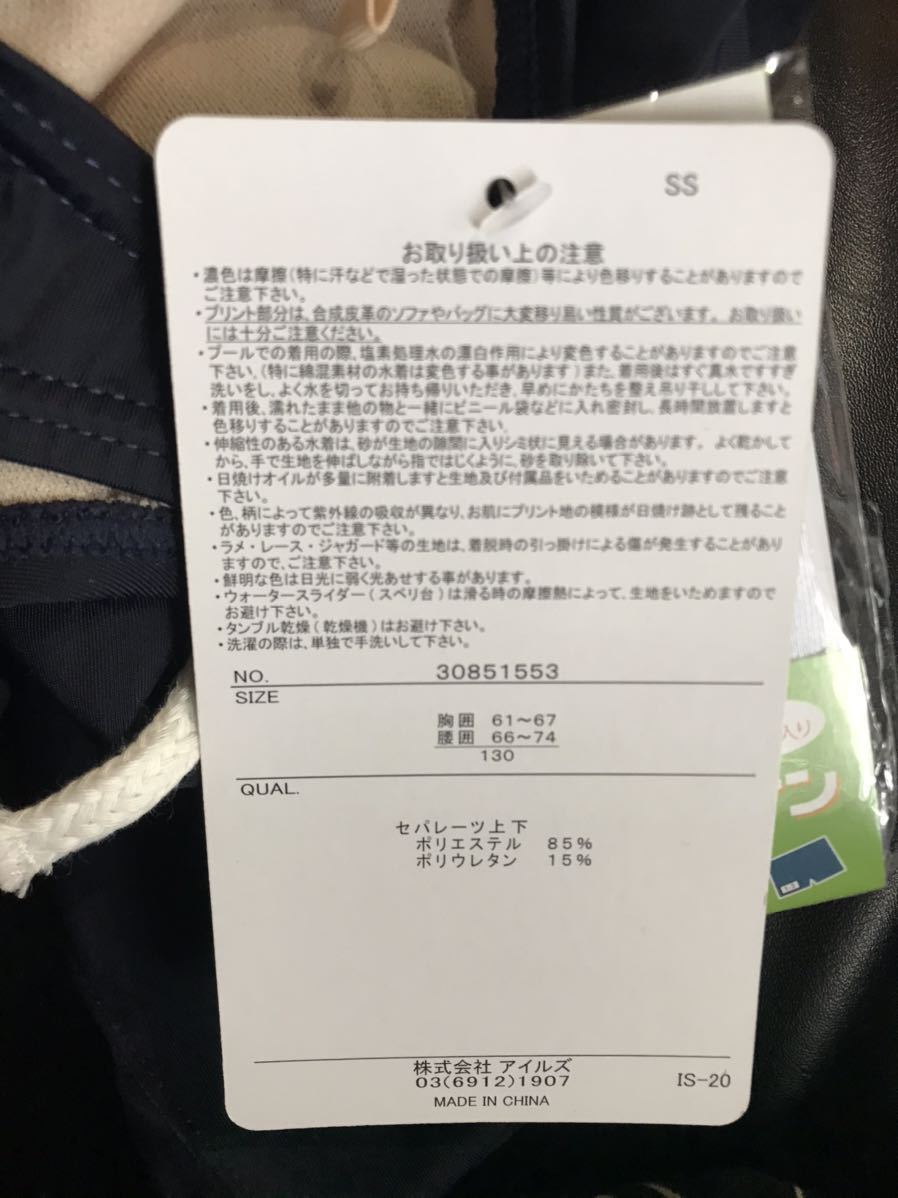 SS
お取り扱い上の注意
・濃色は摩擦(特に汗などで湿った状態での摩擦)等により色移りすることがありますので
ご注意下さい。
・プリント部分は、合成皮革のソファやバッグに大変移り易い性質がございます。お取り扱い
には十分ご注意ください。
・プールでの着用の際、塩素処理水の漂白作用により変色することがありますのでご注意
下さい。(特に綿混素材の水着は変色する事があります)また、着用後はすぐ真水ですすぎ
洗いをし、よく水を切ってお持ち帰りいただき、早めにかたちを整え吊り干しして下さい。
・着用後、濡れたまま他の物と一緒にビニール袋などに入れ密封し、長時間放置しますと
色移りすることがありますのでご注意下さい。
・伸縮性のある水着は、砂が生地の隙間に入りシミ状に見える場合があります。よく乾かして
から、手で生地を伸ばしながら指ではじくように、砂を取り除いて下さい。
・日焼けオイルが多量に附着しますと生地及び付属品をいためることがありますのでご注意
下さい。
・色、柄によって紫外線の吸収が異なり、お肌にプリント地の模様が日焼け跡として残ること
がありますのでご注意下さい。
・ラメ・レース・ジャガード等の生地は、着脱時の引っ掛けによる傷が発生することがあり
ますので、ご注意下さい。
・鮮明な色は日光に弱く光あせする事があります。
・ウォータースライダー(スベリ台)は滑る時の摩擦熱によって、生地をいためますので
お避け下さい。
・タンブル乾燥(乾燥機)はお避け下さい。
・洗濯の際は、単独で手洗いして下さい。
NO. 30851553
SIZE
胸囲 61～67
腰囲 66～74
130
QUAL.
セパレーツ上下
ポリエステル 85%
ポリウレタン 15%
株式会社 アイルズ
03(6912)1907
MADE IN CHINA
IS-20
ン